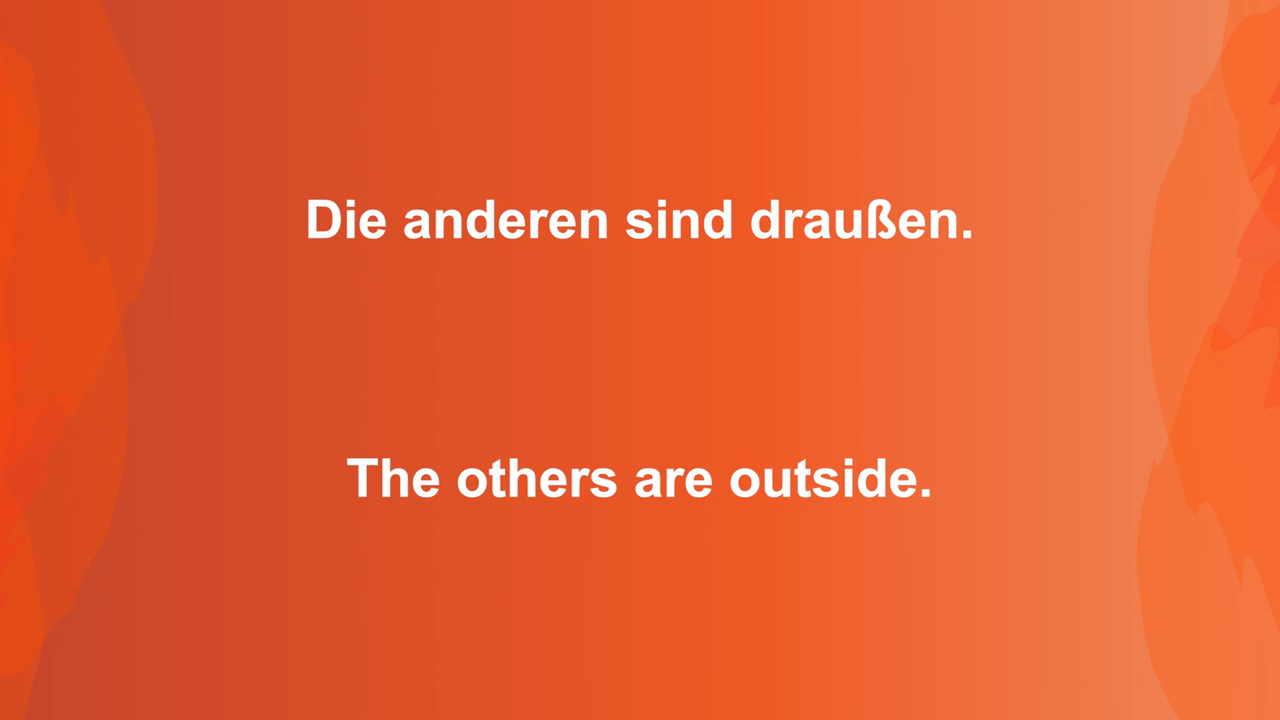 Die anderen sind draußen.
The others are outside.